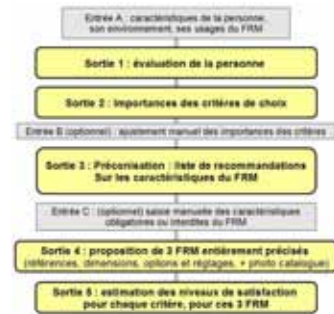 Entrée A : caractéristiques de la personne,
son environnement, ses usages du FRM
Sortie 1 : évaluation de la personne
Sortie 2 : Importances des critères de choix
Entrée B (optionnel) : ajustement manuel des importances des critères
Sortie 3 : Préconisation : liste de recommandations
Sur les caractéristiques du FRM
Entrée C : (optionnel) saisie manuelle des caractéristiques
obligatoires ou interdites du FRM
Sortie 4 : proposition de 3 FRM entièrement précisés
(références, dimensions, options et réglages, + photo catalogue)
Sortie 5 : estimation des niveaux de satisfaction
pour chaque critère, pour ces 3 FRM